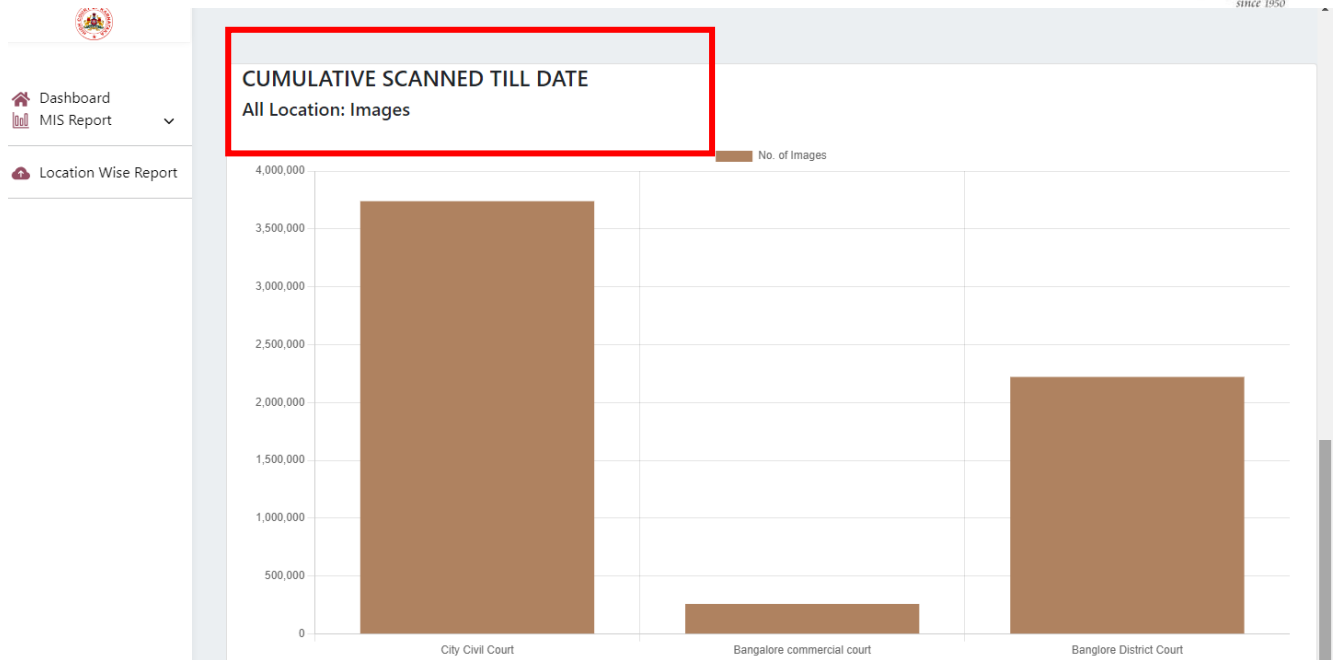 since 1950
Dashboard
MIS Report
Location Wise Report
CUMULATIVE SCANNED TILL DATE
All Location: Images
No. of Images
4,000,000
3,500,000
3,000,000
2,500,000
2,000,000
1,500,000
1,000,000
500,000
0
City Civil Court
Bangalore commercial court
Banglore District Court